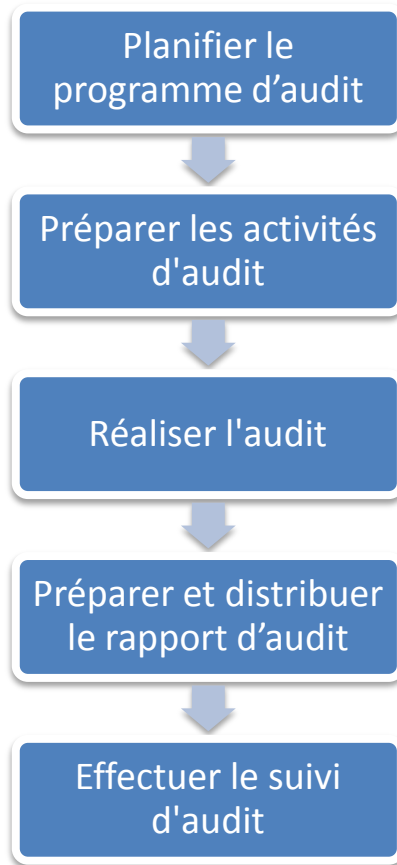 Planifier le
programme d’audit
Préparer les activités
d'audit
Réaliser l'audit
Préparer et distribuer
le rapport d’audit
Effectuer le suivi
d'audit